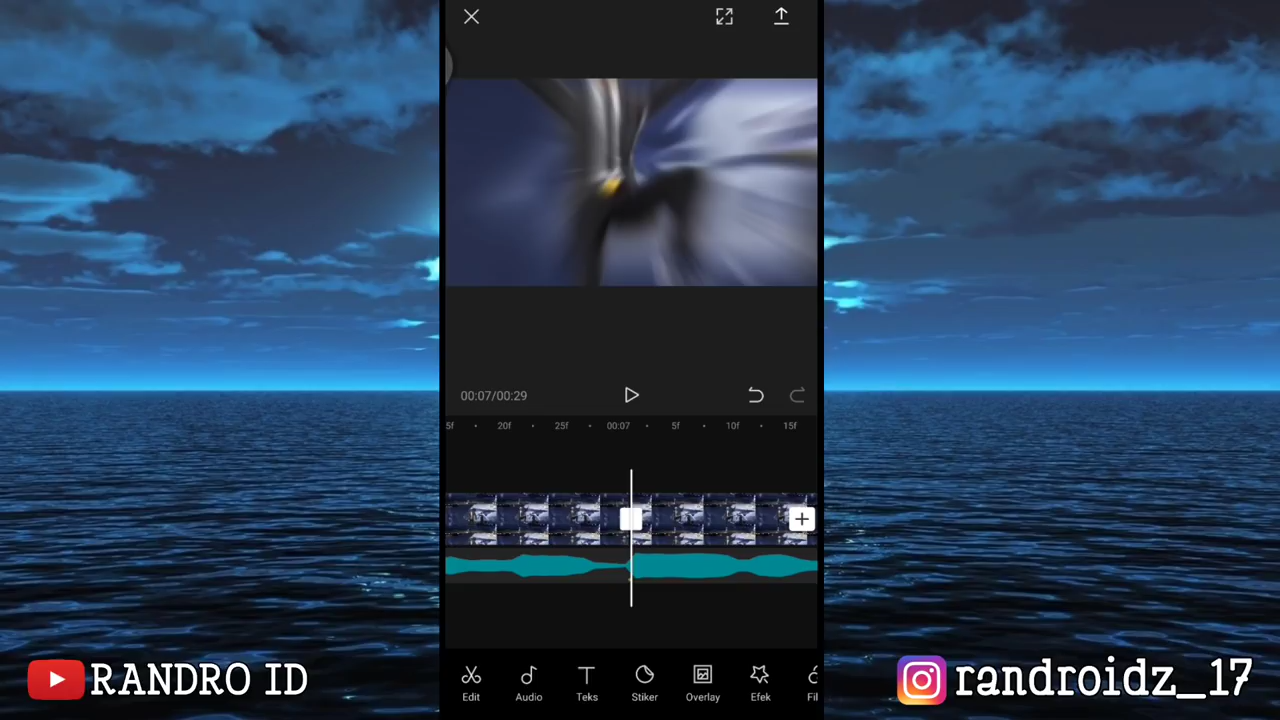 00:07/00:29
5f 20f 25f 00:07 5f 10f 15f
Edit Audio Teks Stiker Overlay Efek Fil
RANDRO ID
randroidz_17